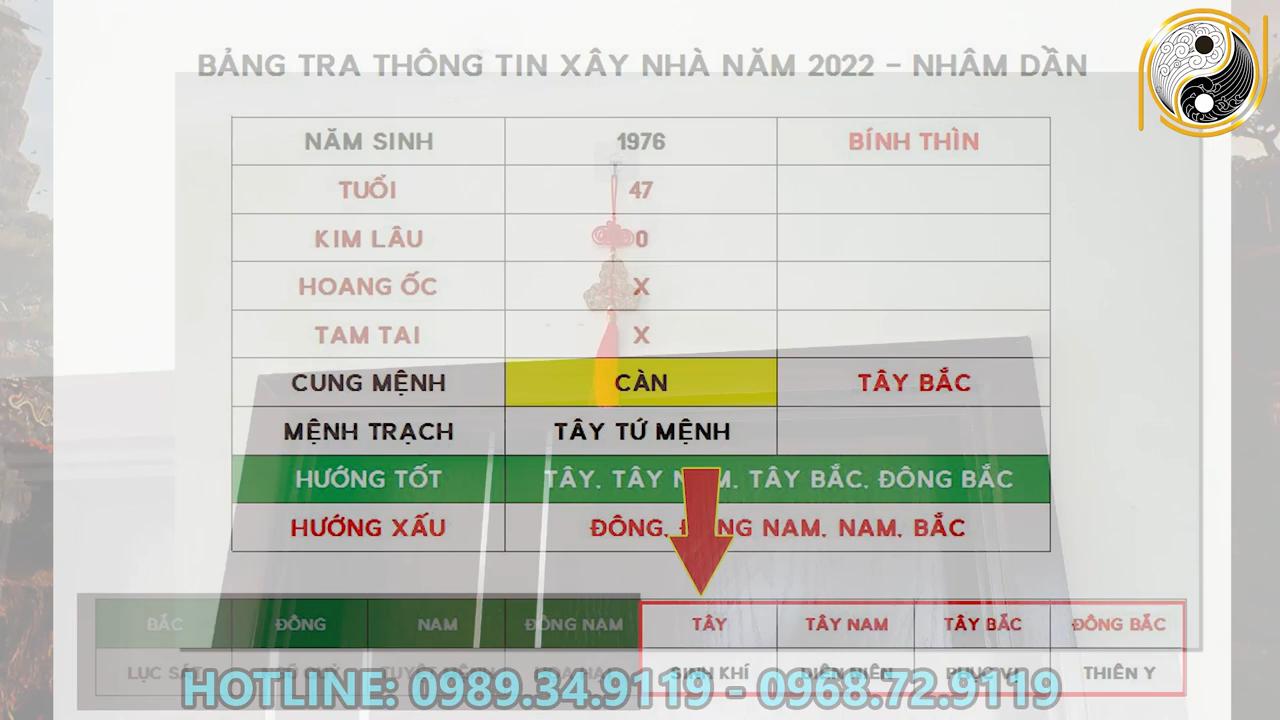 BẢNG TRA THÔNG TIN XÂY NHÀ NĂM 2022 - NHÂM DẦN
NĂM SINH 1976 BÍNH THÌN
TUỔI 47
KIM LÂU 0
HOANG ỐC X
TAM TAI X
CUNG MỆNH CÀN TÂY BẮC
MỆNH TRẠCH TÂY TỨ MỆNH
HƯỚNG TỐT TÂY, TÂY TÂY BẮC, ĐÔNG BẮC
HƯỚNG XẤU ĐÔNG, NAM, NAM, BẮC
BẮC ĐÔNG NAM ĐÔNG NAM TÂY TÂY NAM TÂY BẮC ĐÔNG BẮC
LỤC SÁT SINH KHÍ THIÊN Y
HOTLINE: 0989.34.9119 - 0968.72.9119